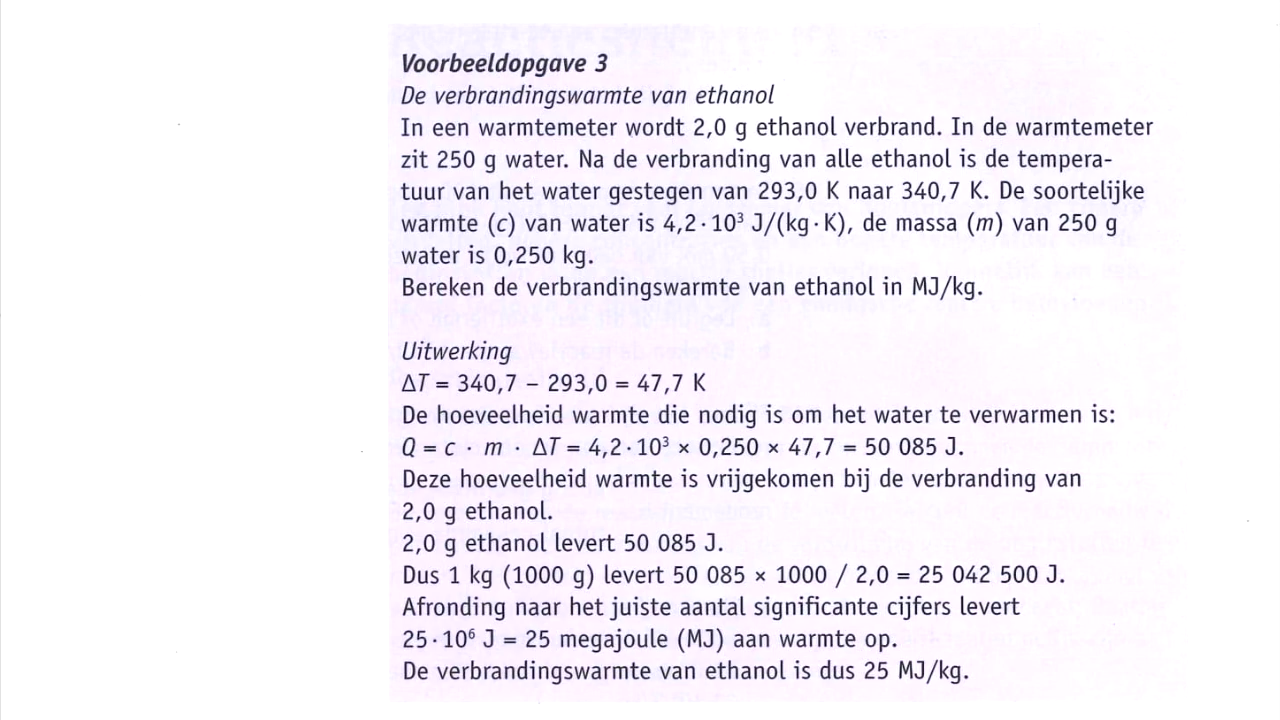 Voorbeeldopgave 3
De verbrandingswarmte van ethanol
In een warmtemeter wordt 2,0 g ethanol verbrand. In de warmtemeter
zit 250 g water. Na de verbranding van alle ethanol is de tempera-
tuur van het water gestegen van 293,0 K naar 340,7 K. De soortelijke
warmte (c) van water is 4,2·10³ J/(kg·K), de massa (m) van 250 g
water is 0,250 kg.
Bereken de verbrandingswarmte van ethanol in MJ/kg.
Uitwerking
ΔT = 340,7 − 293,0 = 47,7 K
De hoeveelheid warmte die nodig is om het water te verwarmen is:
Q = c · m · ΔT = 4,2·10³ × 0,250 × 47,7 = 50 085 J.
Deze hoeveelheid warmte is vrijgekomen bij de verbranding van
2,0 g ethanol.
2,0 g ethanol levert 50 085 J.
Dus 1 kg (1000 g) levert 50 085 × 1000 / 2,0 = 25 042 500 J.
Afronding naar het juiste aantal significante cijfers levert
25·10⁶ J = 25 megajoule (MJ) aan warmte op.
De verbrandingswarmte van ethanol is dus 25 MJ/kg.